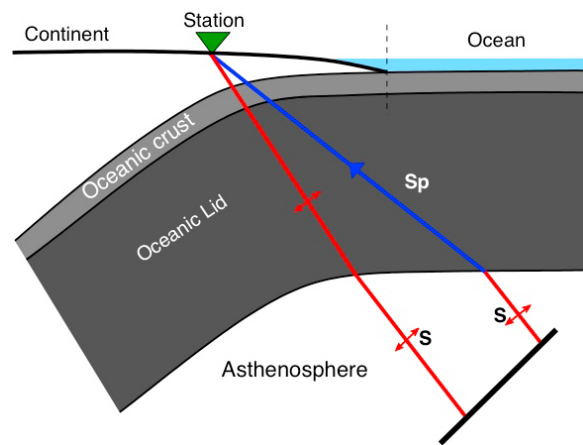 Station
Continent
Ocean
Oceanic crust
Sp
Oceanic Lid
S
S
Asthenosphere